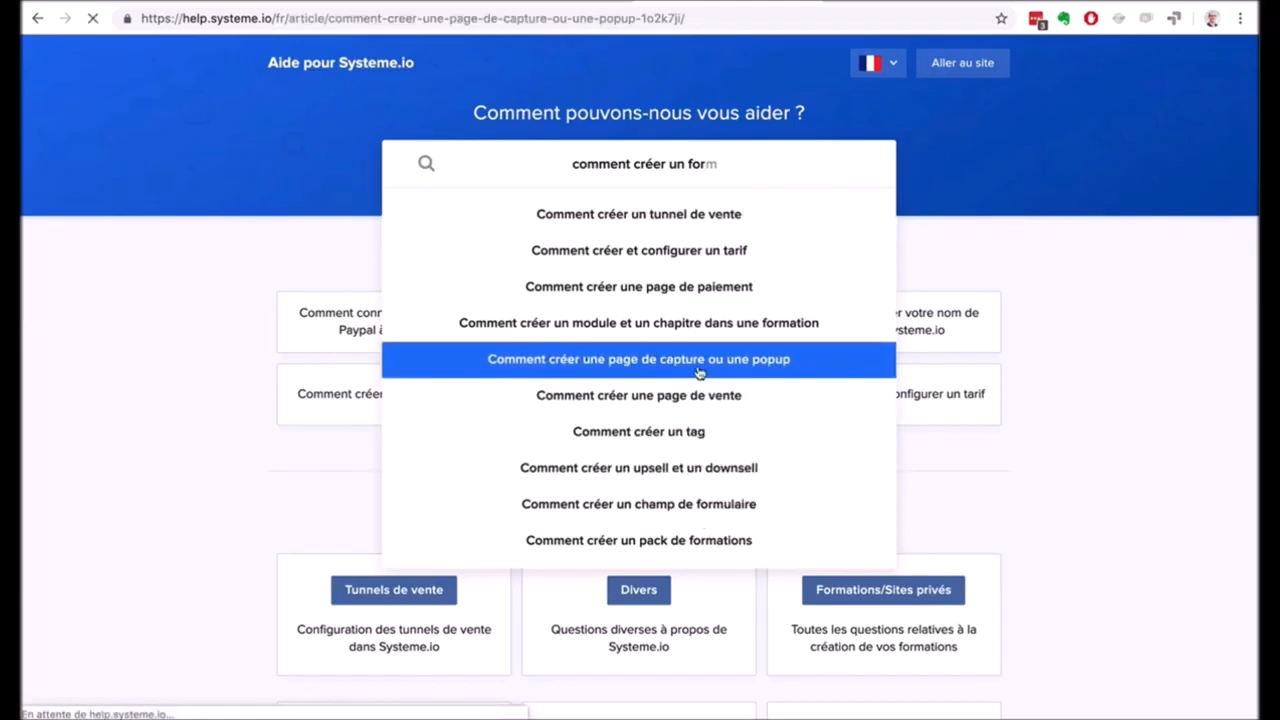 https://help.systeme.io/fr/article/comment-creer-une-page-de-capture-ou-une-popup-1o2k7ji/
3
Aide pour Systeme.io
Aller au site
Comment pouvons-nous vous aider ?
comment créer un form
Comment créer un tunnel de vente
Comment créer et configurer un tarif
Comment créer une page de paiement
Comment créer un module et un chapitre dans une formation
Comment créer une page de capture ou une popup
Comment créer une page de vente
Comment créer un tag
Comment créer un upsell et un downsell
Comment créer un champ de formulaire
Comment créer un pack de formations
Comment conn
Paypal à
votre nom de
steme.io
Comment créer
onfigurer un tarif
Tunnels de vente
Configuration des tunnels de vente
dans Systeme.io
Divers
Questions diverses à propos de
Systeme.io
Formations/Sites privés
Toutes les questions relatives à la
création de vos formations
En attente de help.systeme.io...